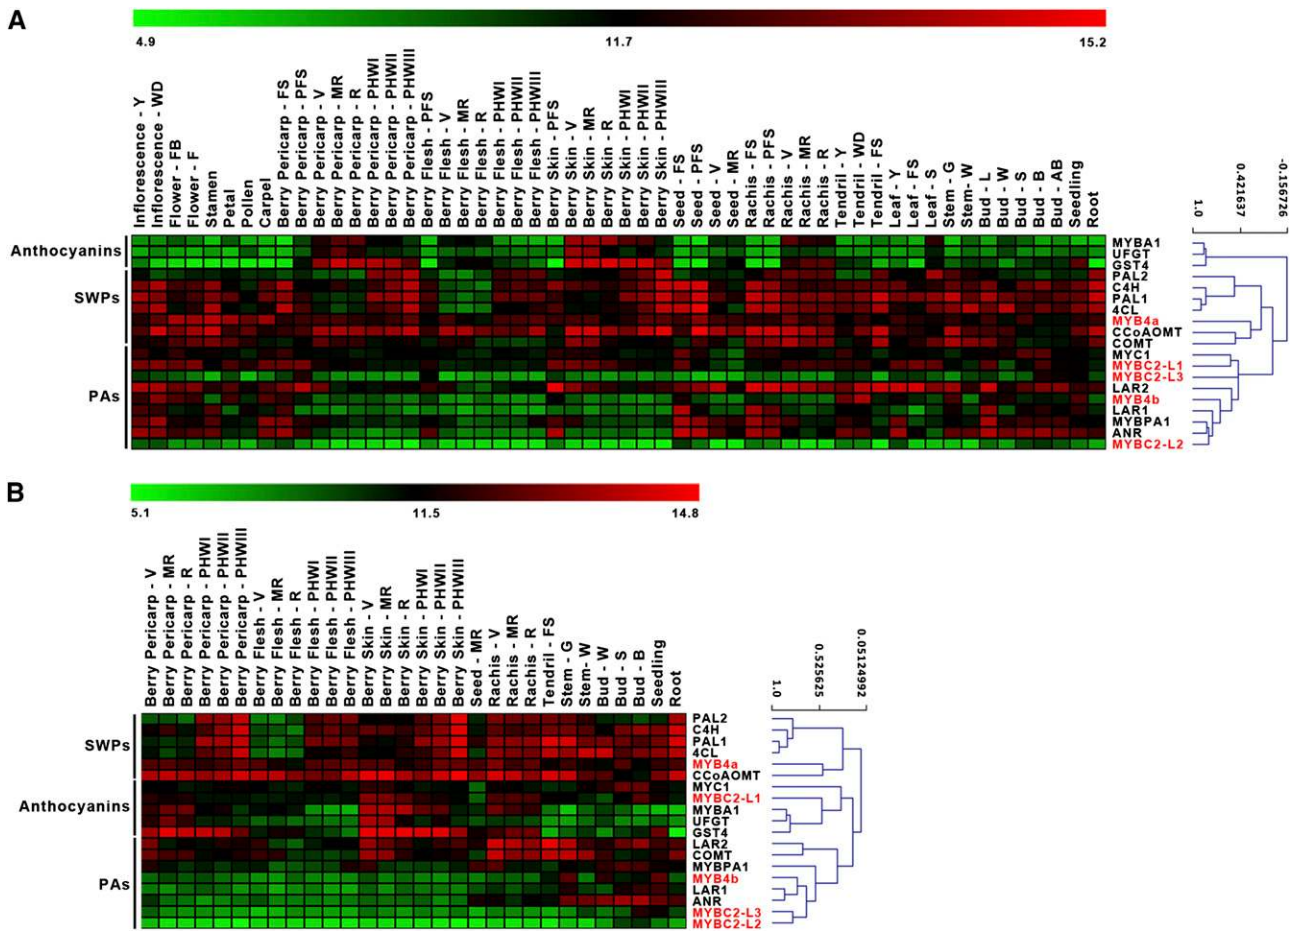 A
4.9 11.7 15.2
Inflorescence - Y
Inflorescence - WD
Flower - FB
Flower - F
Stamen
Petal
Pollen
Carpel
Berry Pericarp - FS
Berry Pericarp - PFS
Berry Pericarp - V
Berry Pericarp - MR
Berry Pericarp - R
Berry Pericarp - PHWI
Berry Pericarp - PHWII
Berry Pericarp - PHWIII
Berry Flesh - PFS
Berry Flesh - V
Berry Flesh - MR
Berry Flesh - R
Berry Flesh - PHWI
Berry Flesh - PHWII
Berry Flesh - PHWIII
Berry Skin - PFS
Berry Skin - V
Berry Skin - MR
Berry Skin - R
Berry Skin - PHWI
Berry Skin - PHWII
Berry Skin - PHWIII
Seed - FS
Seed - PFS
Seed - V
Seed - MR
Rachis - FS
Rachis - PFS
Rachis - V
Rachis - MR
Rachis - R
Tendril - Y
Tendril - WD
Tendril - FS
Leaf - Y
Leaf - FS
Leaf - S
Stem - G
Stem- W
Bud - L
Bud - W
Bud - S
Bud - B
Bud - AB
Seedling
Root
1.0
0.421637
-0.156726
Anthocyanins
SWPs
PAs
MYBA1
UFGT
GST4
PAL2
C4H
PAL1
4CL
MYB4a
CCoAOMT
COMT
MYC1
MYBC2-L1
MYBC2-L3
LAR2
MYB4b
LAR1
MYBPA1
ANR
MYBC2-L2
B
5.1 11.5 14.8
Berry Pericarp - V
Berry Pericarp - MR
Berry Pericarp - R
Berry Pericarp - PHWI
Berry Pericarp - PHWII
Berry Pericarp - PHWIII
Berry Flesh - V
Berry Flesh - MR
Berry Flesh - R
Berry Flesh - PHWI
Berry Flesh - PHWII
Berry Flesh - PHWIII
Berry Skin - V
Berry Skin - MR
Berry Skin - R
Berry Skin - PHWI
Berry Skin - PHWII
Berry Skin - PHWIII
Seed - MR
Rachis - V
Rachis - MR
Rachis - R
Tendril - FS
Stem - G
Stem- W
Bud - W
Bud - S
Bud - B
Seedling
Root
1.0
0.525625
0.05124992
SWPs
Anthocyanins
PAs
PAL2
C4H
PAL1
4CL
MYB4a
CCoAOMT
MYC1
MYBC2-L1
MYBA1
UFGT
GST4
LAR2
COMT
MYBPA1
MYB4b
LAR1
ANR
MYBC2-L3
MYBC2-L2